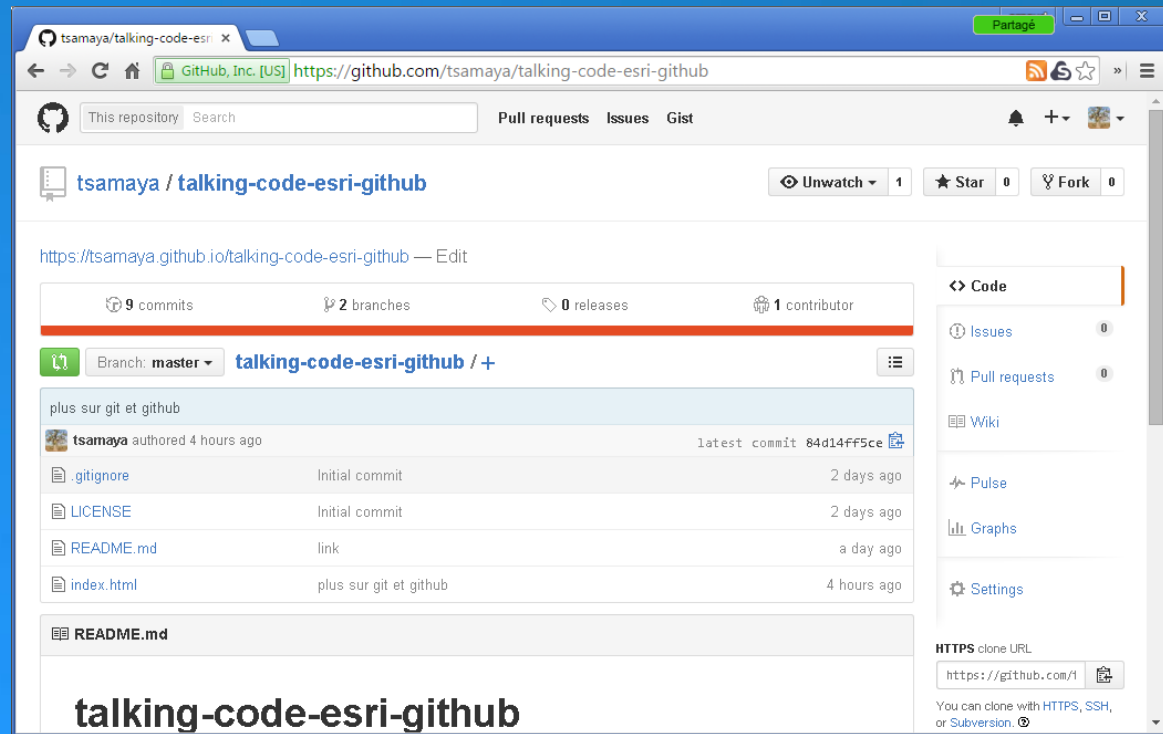 Partagé
tsamaya/talking-code-esri
GitHub, Inc. [US] https://github.com/tsamaya/talking-code-esri-github
This repository Search Pull requests Issues Gist
tsamaya / talking-code-esri-github Unwatch 1 Star 0 Fork 0
https://tsamaya.github.io/talking-code-esri-github — Edit
9 commits 2 branches 0 releases 1 contributor
Branch: master talking-code-esri-github / +
plus sur git et github
tsamaya authored 4 hours ago latest commit 84d14ff5ce
.gitignore Initial commit 2 days ago
LICENSE Initial commit 2 days ago
README.md link a day ago
index.html plus sur git et github 4 hours ago
README.md
talking-code-esri-github
Code
Issues 0
Pull requests 0
Wiki
Pulse
Graphs
Settings
HTTPS clone URL
https://github.com/t
You can clone with HTTPS, SSH,
or Subversion.